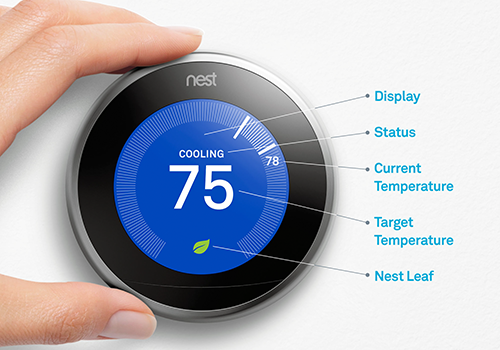 nest
Display
Status
COOLING
78
75
Current
Temperature
Target
Temperature
Nest Leaf